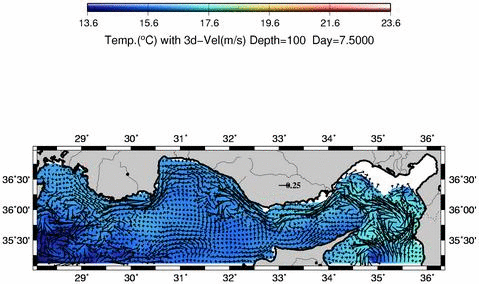 13.6 15.6 17.6 19.6 21.6 23.6
Temp.(°C) with 3d−Vel(m/s) Depth=100 Day=7.5000
29˚ 30˚ 31˚ 32˚ 33˚ 34˚ 35˚ 36˚
36˚30' 36˚30'
0.25
36˚00' 36˚00'
35˚30' 35˚30'
29˚ 30˚ 31˚ 32˚ 33˚ 34˚ 35˚ 36˚